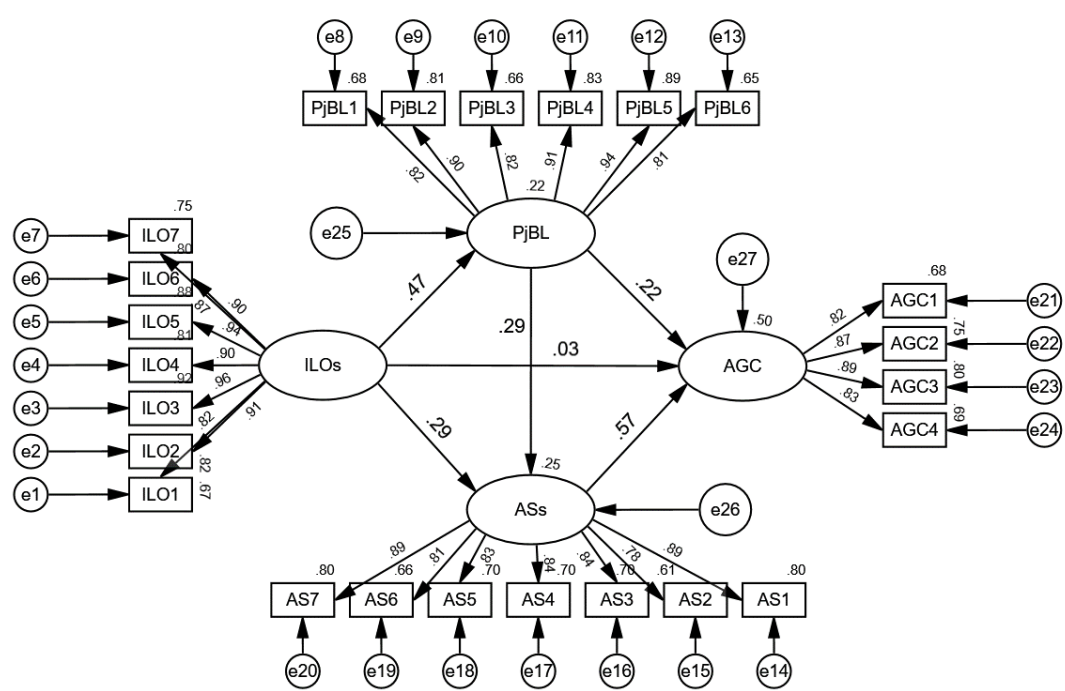 e8 e9 e10 e11 e12 e13
.68 .81 .66 .83 .89 .65
PjBL1 PjBL2 PjBL3 PjBL4 PjBL5 PjBL6
.82 .90 .82 .91 .94 .81
.22
e25 PjBL
.75
e7 ILO7
.80
e6 ILO6
.88
e5 ILO5
.81
e4 ILO4
.92
e3 ILO3
e2 ILO2
.82
e1 ILO1
.67
.90
.87 .94
.90
.96
.82
.91
ILOs
.47
.29
.03
.29
.22
.57
e27
.50
AGC
.82
.87
.89
.83
.68
AGC1 e21
.75
AGC2 e22
.80
AGC3 e23
.69
AGC4 e24
.25
ASs e26
.89 .81 .83 .84 .84 .78 .89
.80 .66 .70 .70 .70 .61 .80
AS7 AS6 AS5 AS4 AS3 AS2 AS1
e20 e19 e18 e17 e16 e15 e14